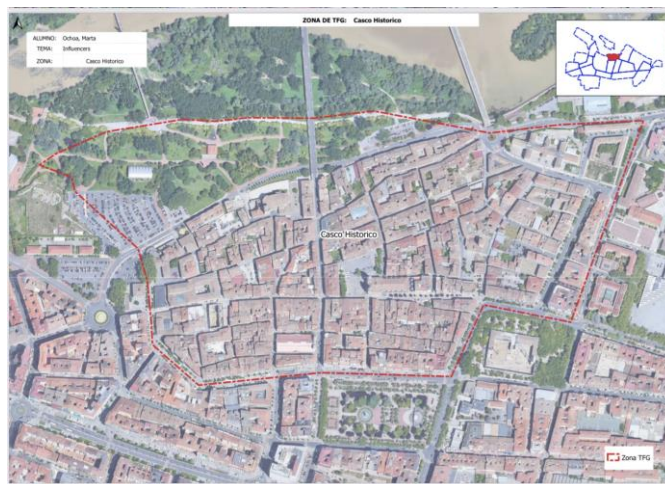 ZONA DE TFG: Casco Historico
ALUMNO: Ochoa, Marta
TEMA: Influencers
ZONA: Casco Historico
Casco Historico
Zona TFG